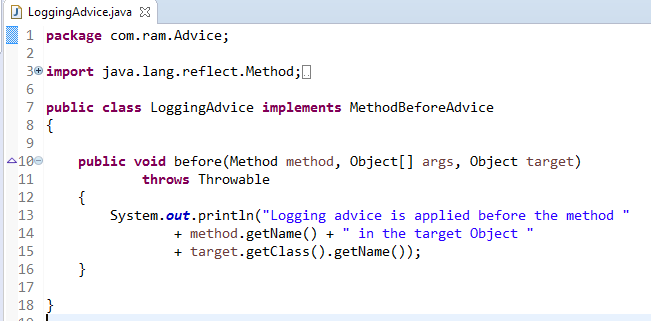 LoggingAdvice.java
1 package com.ram.Advice;
2
3 import java.lang.reflect.Method;
6
7 public class LoggingAdvice implements MethodBeforeAdvice
8 {
9
10 public void before(Method method, Object[] args, Object target)
11 throws Throwable
12 {
13 System.out.println("Logging advice is applied before the method "
14 + method.getName() + " in the target Object "
15 + target.getClass().getName());
16 }
17
18 }